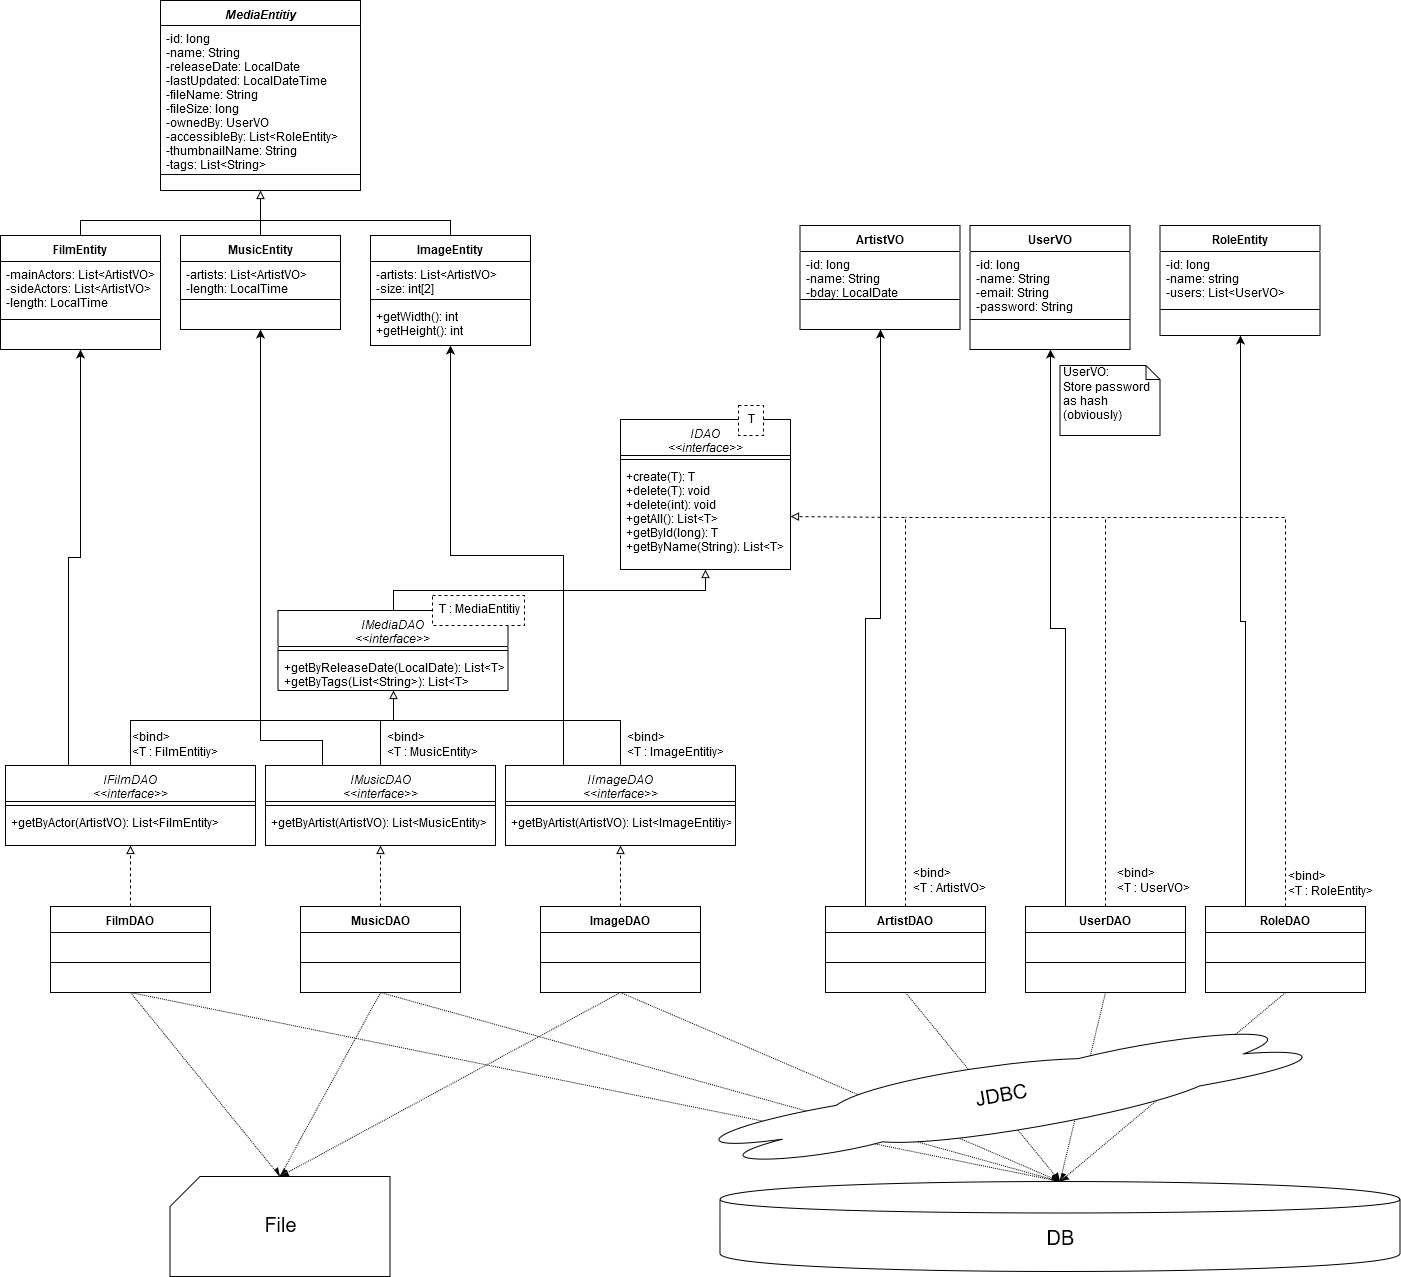 MediaEntitiy
-id: long
-name: String
-releaseDate: LocalDate
-lastUpdated: LocalDateTime
-fileName: String
-fileSize: long
-ownedBy: UserVO
-accessibleBy: List<RoleEntity>
-thumbnailName: String
-tags: List<String>
FilmEntity
-mainActors: List<ArtistVO>
-sideActors: List<ArtistVO>
-length: LocalTime
MusicEntity
-artists: List<ArtistVO>
-length: LocalTime
ImageEntity
-artists: List<ArtistVO>
-size: int[2]
+getWidth(): int
+getHeight(): int
ArtistVO
-id: long
-name: String
-bday: LocalDate
UserVO
-id: long
-name: String
-email: String
-password: String
RoleEntity
-id: long
-name: string
-users: List<UserVO>
UserVO:
Store password
as hash
(obviously)
T
IDAO
<<interface>>
+create(T): T
+delete(T): void
+delete(int): void
+getAll(): List<T>
+getById(long): T
+getByName(String): List<T>
T : MediaEntitiy
IMediaDAO
<<interface>>
+getByReleaseDate(LocalDate): List<T>
+getByTags(List<String>): List<T>
<bind>
<T : FilmEntitiy>
<bind>
<T : MusicEntity>
<bind>
<T : ImageEntitiy>
IFilmDAO
<<interface>>
+getByActor(ArtistVO): List<FilmEntity>
IMusicDAO
<<interface>>
+getByArtist(ArtistVO): List<MusicEntity>
IImageDAO
<<interface>>
+getByArtist(ArtistVO): List<ImageEntitiy>
<bind>
<T : ArtistVO>
<bind>
<T : UserVO>
<bind>
<T : RoleEntity>
FilmDAO
MusicDAO
ImageDAO
ArtistDAO
UserDAO
RoleDAO
JDBC
File
DB